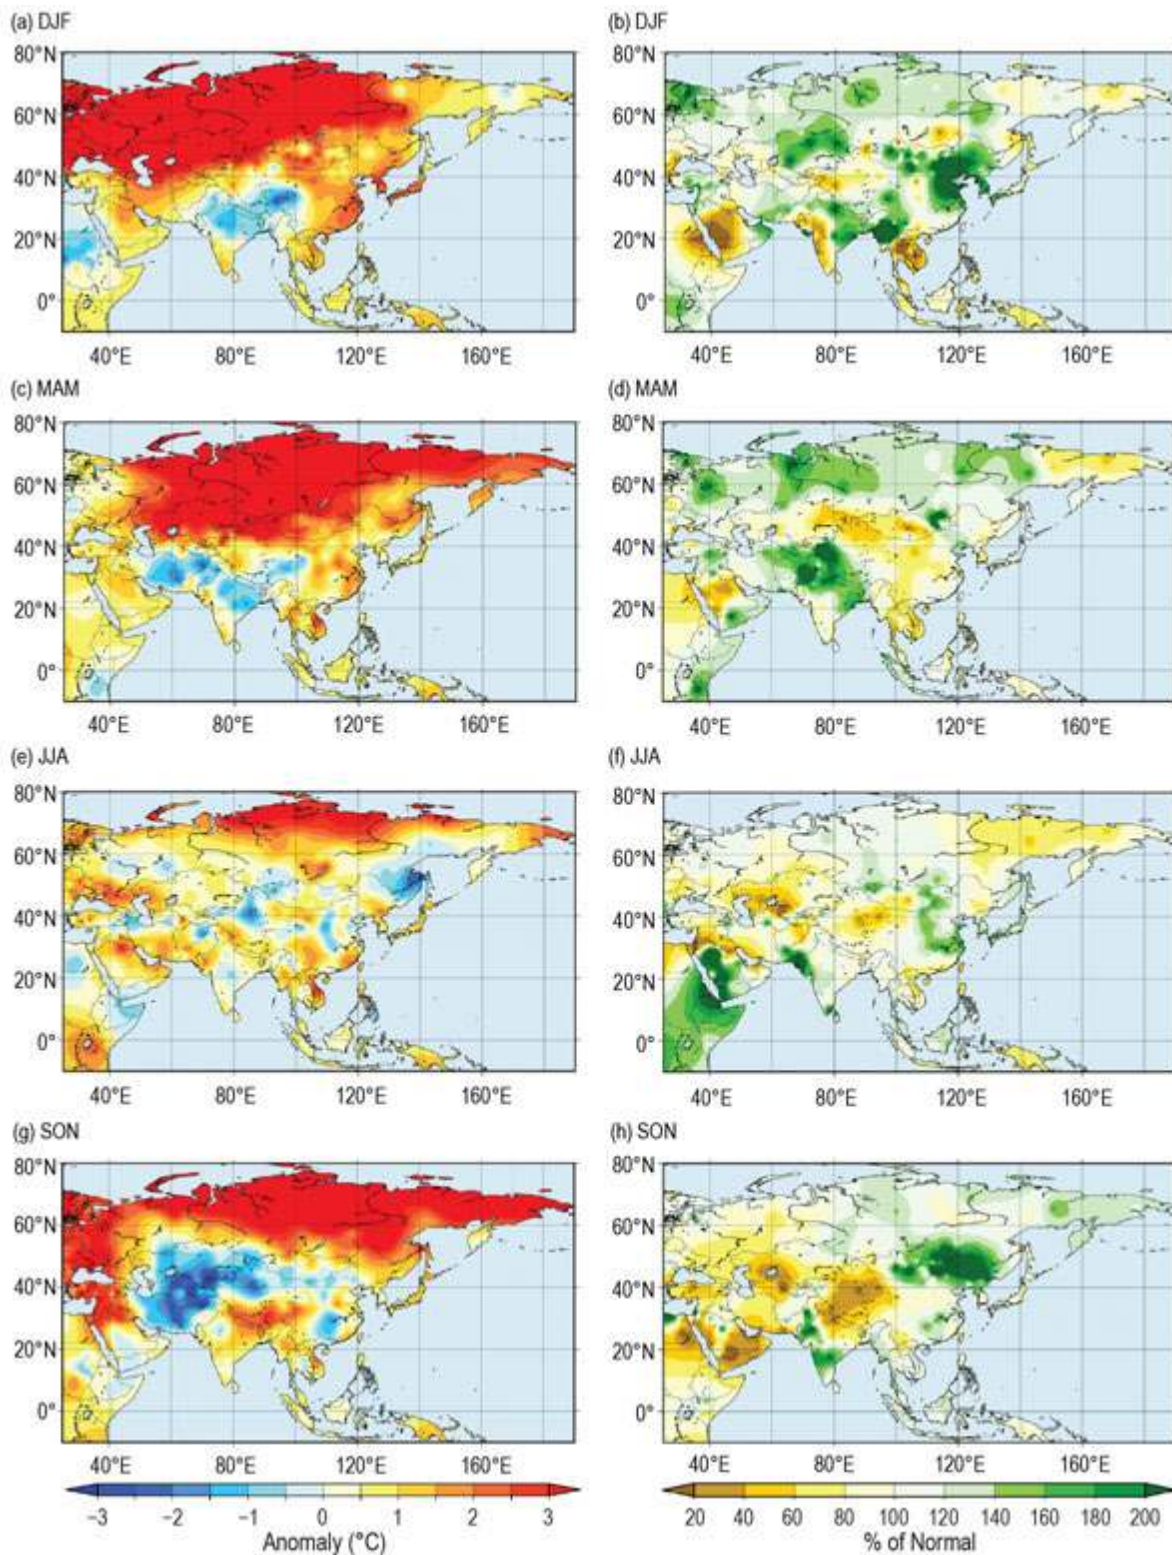 (a) DJF
(b) DJF
80°N 80°N
60°N 60°N
40°N 40°N
20°N 20°N
0° 0°
40°E 80°E 120°E 160°E 40°E 80°E 120°E 160°E
(c) MAM
(d) MAM
80°N 80°N
60°N 60°N
40°N 40°N
20°N 20°N
0° 0°
40°E 80°E 120°E 160°E 40°E 80°E 120°E 160°E
(e) JJA
(f) JJA
80°N 80°N
60°N 60°N
40°N 40°N
20°N 20°N
0° 0°
40°E 80°E 120°E 160°E 40°E 80°E 120°E 160°E
(g) SON
(h) SON
80°N 80°N
60°N 60°N
40°N 40°N
20°N 20°N
0° 0°
40°E 80°E 120°E 160°E 40°E 80°E 120°E 160°E
−3 −2 −1 0 1 2 3 20 40 60 80 100 120 140 160 180 200
Anomaly (°C) % of Normal